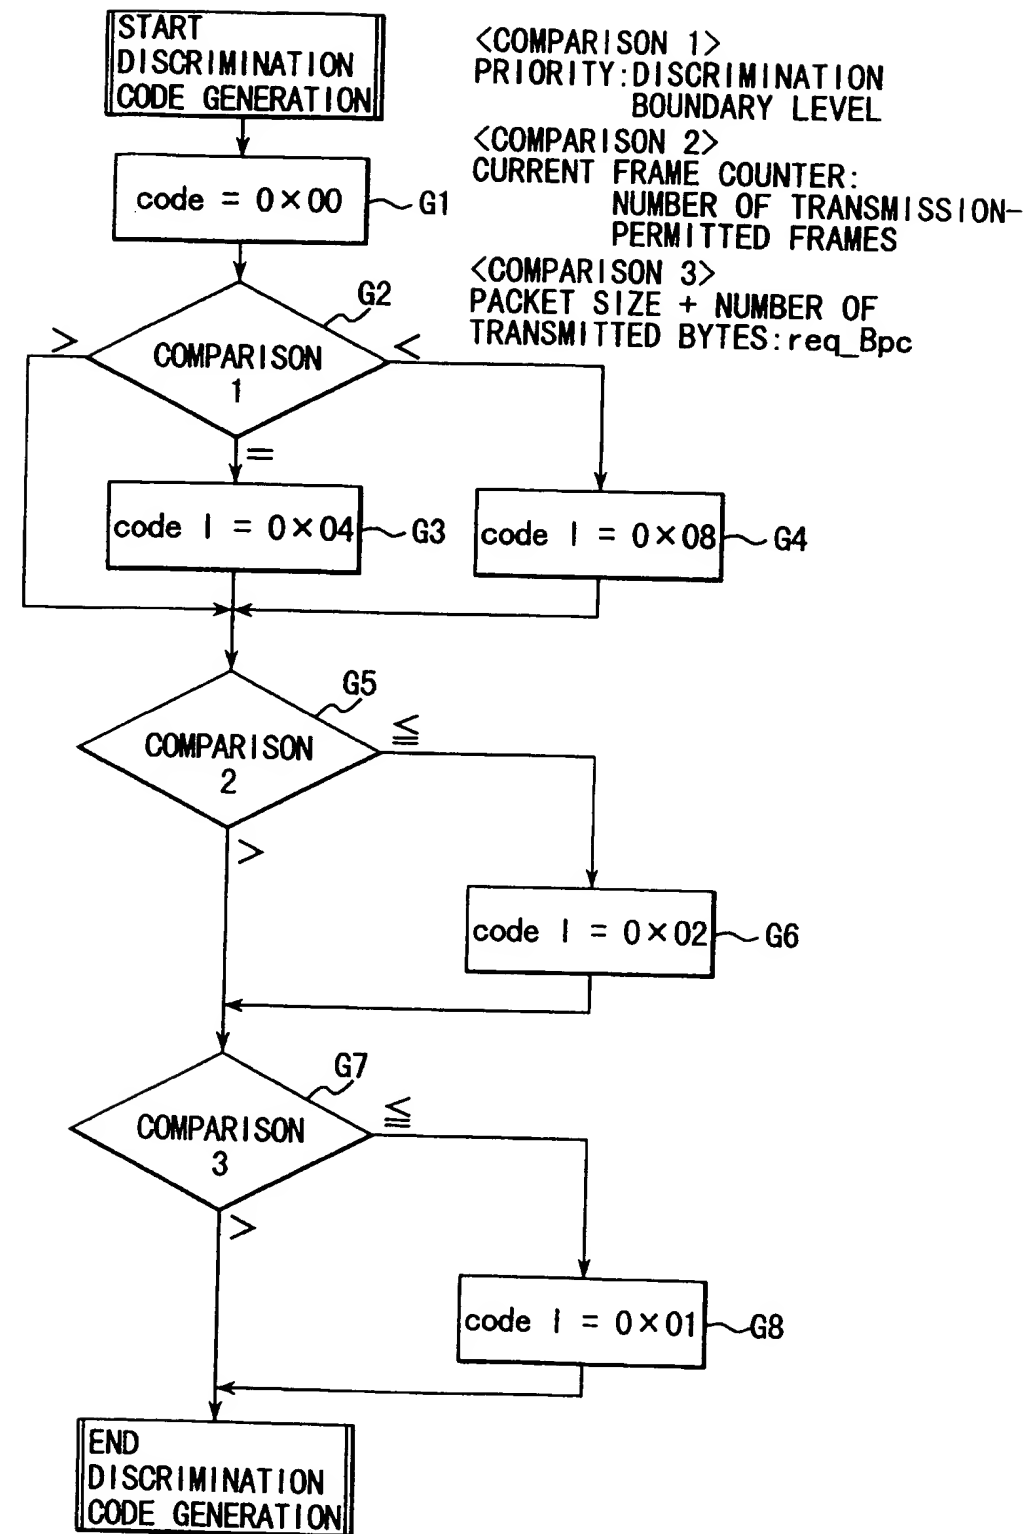 START
DISCRIMINATION
CODE GENERATION
<COMPARISON 1>
PRIORITY:DISCRIMINATION
BOUNDARY LEVEL
<COMPARISON 2>
CURRENT FRAME COUNTER:
NUMBER OF TRANSMISSION-
PERMITTED FRAMES
<COMPARISON 3>
PACKET SIZE + NUMBER OF
TRANSMITTED BYTES:req_Bpc
code = 0×00
G1
G2
>
<
COMPARISON
1
=
code | = 0×04
G3
code | = 0×08
G4
G5
COMPARISON
2
≦
>
code | = 0×02
G6
G7
COMPARISON
3
≦
>
code | = 0×01
G8
END
DISCRIMINATION
CODE GENERATION